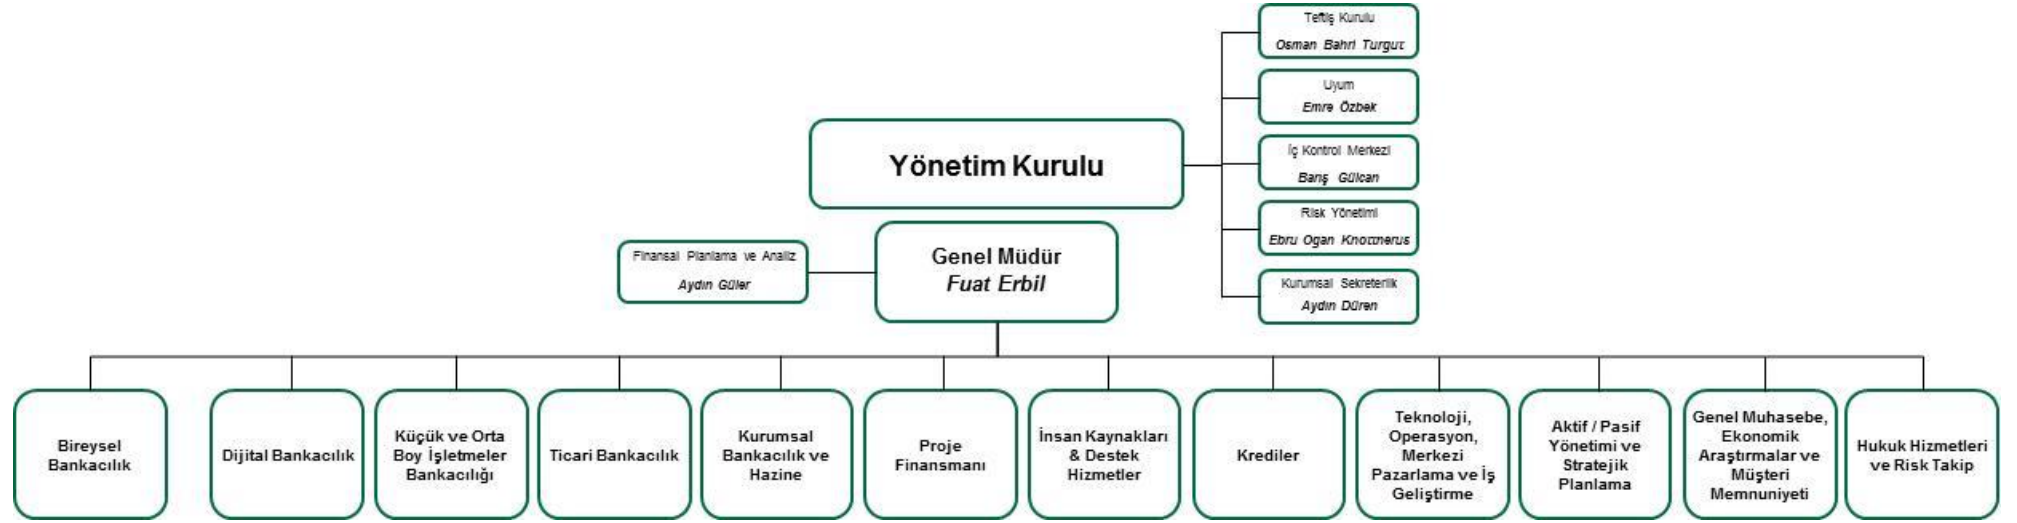 Teftiş Kurulu
Osman Bahri Turgut
Uyum
Emre Özbek
İç Kontrol Merkezi
Barış Gülcan
Risk Yönetimi
Ebru Ogan Knottnerus
Kurumsal Sekreterlik
Aydın Düren
Yönetim Kurulu
Genel Müdür
Fuat Erbil
Finansal Planlama ve Analiz
Aydın Güler
Bireysel
Bankacılık
Dijital Bankacılık
Küçük ve Orta
Boy İşletmeler
Bankacılığı
Ticari Bankacılık
Kurumsal
Bankacılık ve
Hazine
Proje
Finansmanı
İnsan Kaynakları
& Destek
Hizmetler
Krediler
Teknoloji,
Operasyon,
Merkezi
Pazarlama ve İş
Geliştirme
Aktif / Pasif
Yönetimi ve
Stratejik
Planlama
Genel Muhasebe,
Ekonomik
Araştırmalar ve
Müşteri
Memnuniyeti
Hukuk Hizmetleri
ve Risk Takip